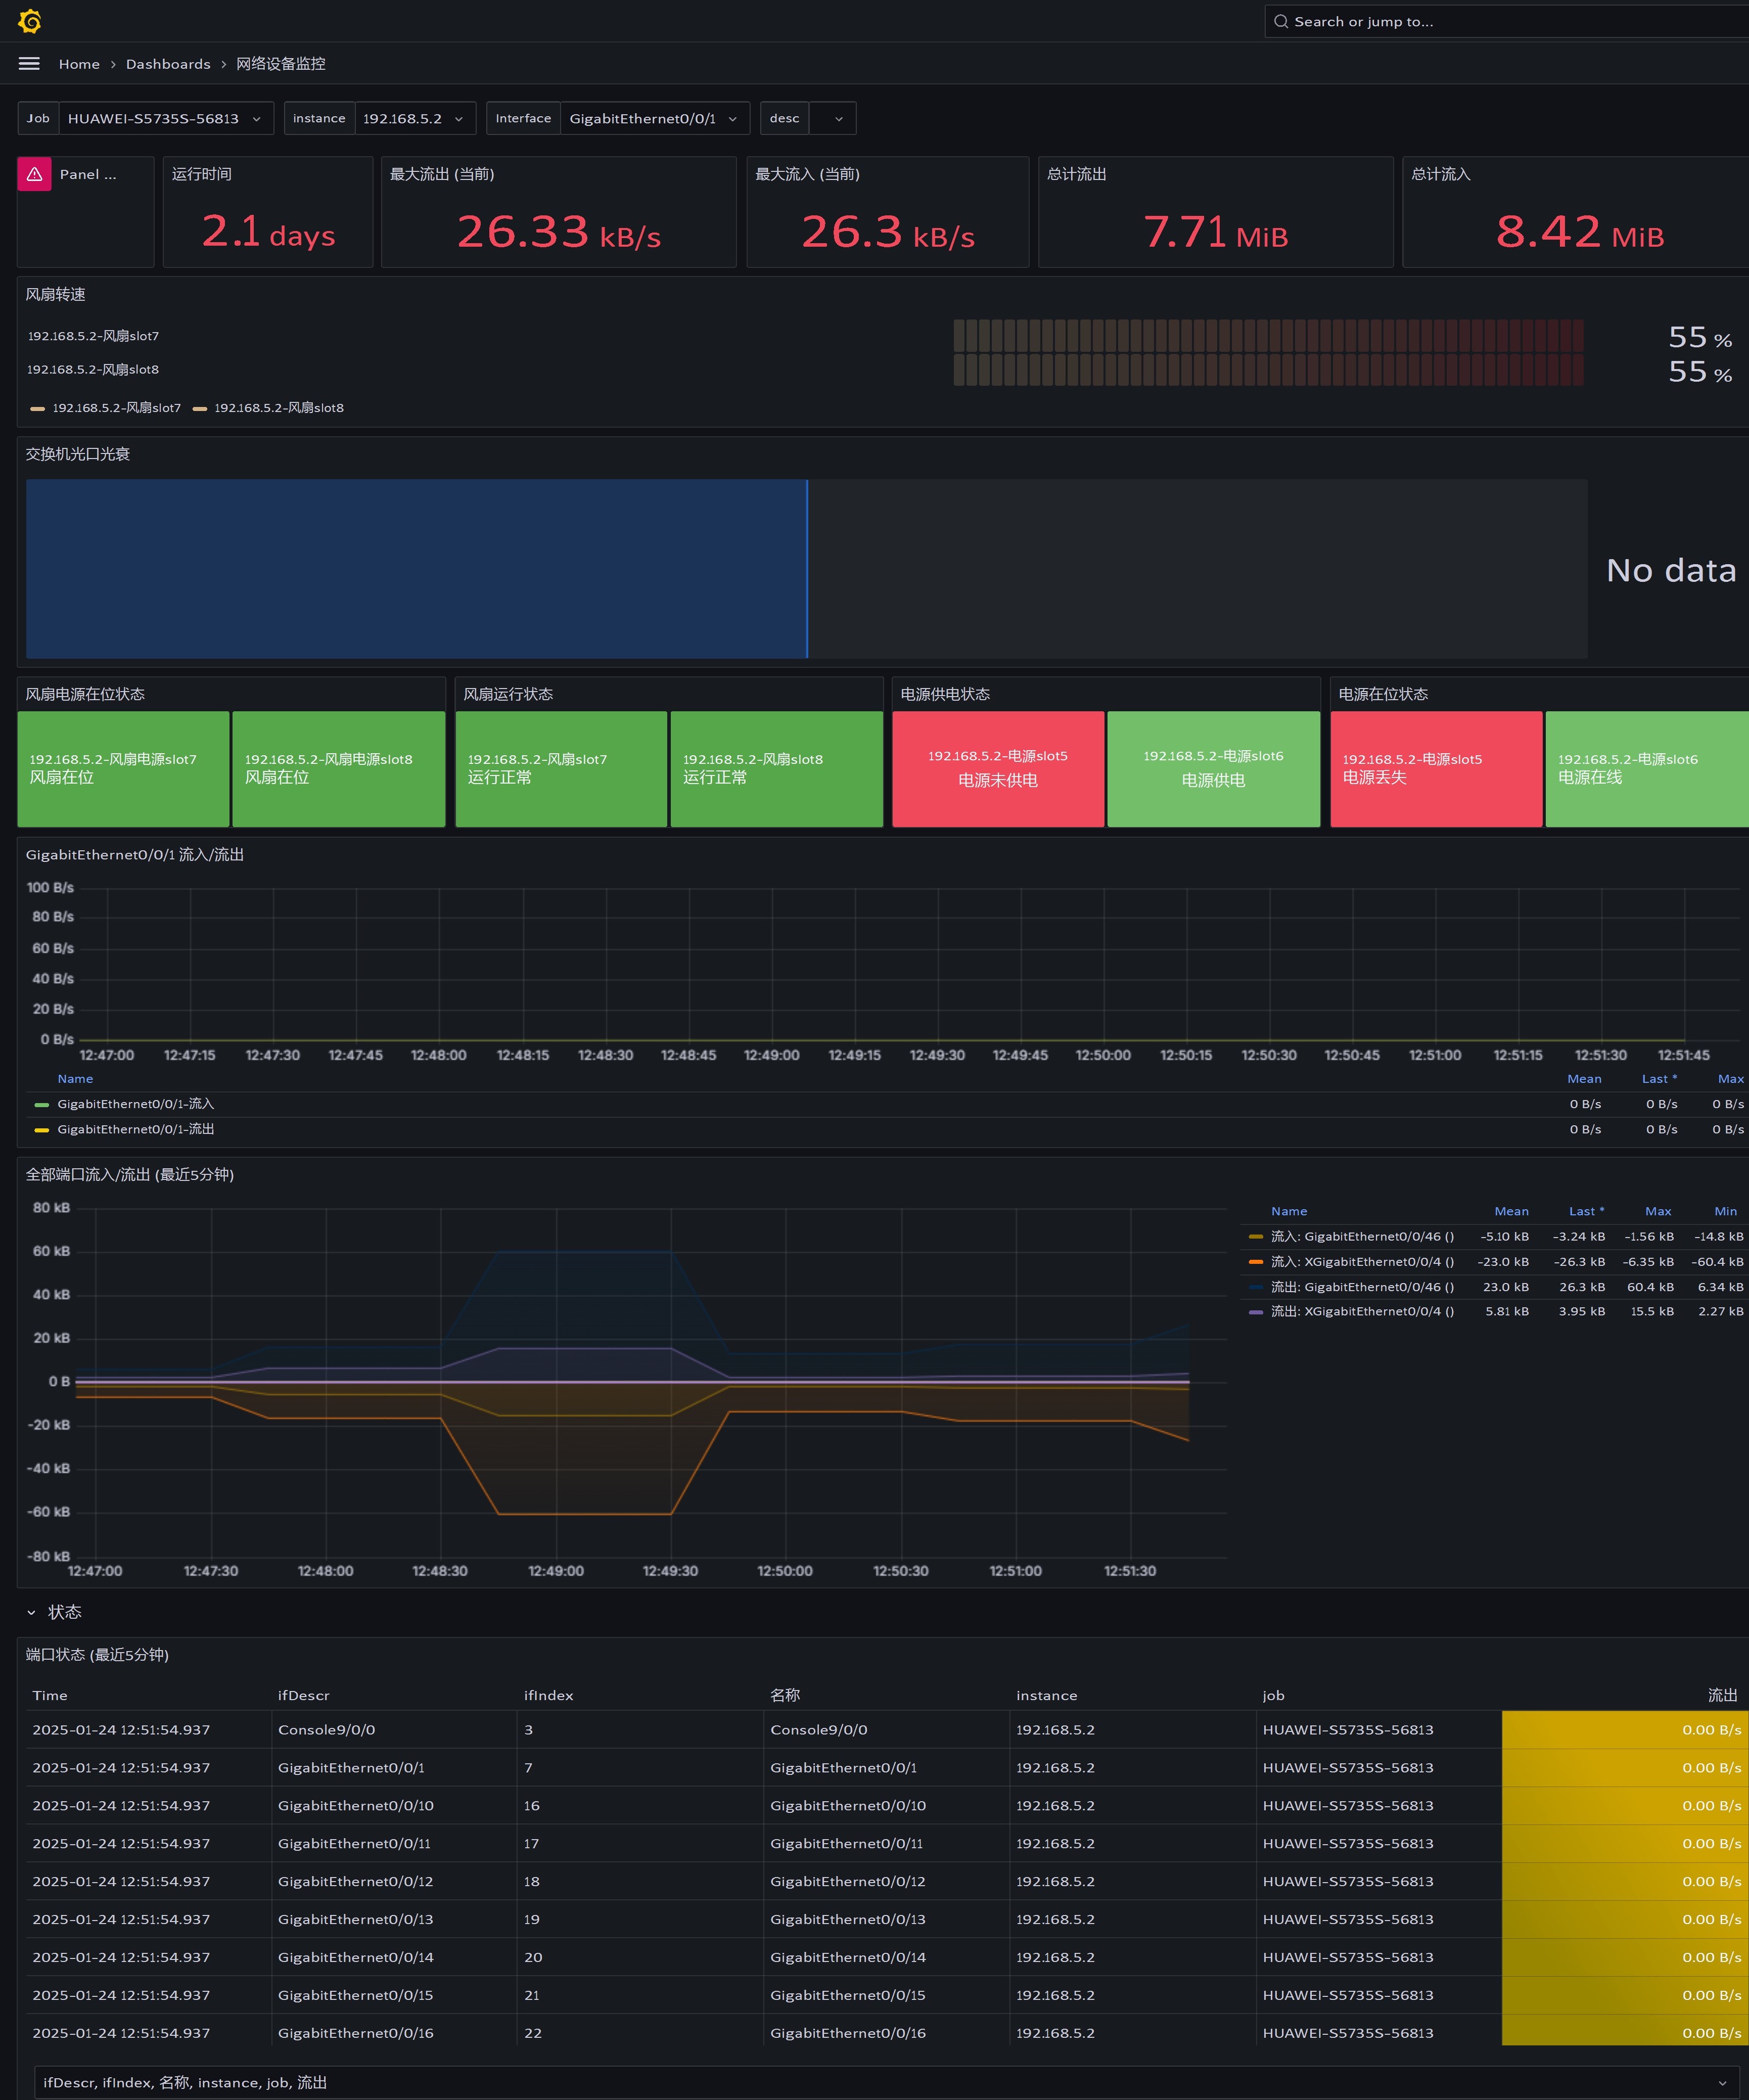 Search or jump to...
Home › Dashboards › 网络设备监控
Job HUAWEI-S5735S-56813 instance 192.168.5.2 Interface GigabitEthernet0/0/1 desc
Panel ...
运行时间
2.1 days
最大流出 (当前)
26.33 kB/s
最大流入 (当前)
26.3 kB/s
总计流出
7.71 MiB
总计流入
8.42 MiB
风扇转速
192.168.5.2-风扇slot7
55 %
192.168.5.2-风扇slot8
55 %
192.168.5.2-风扇slot7 192.168.5.2-风扇slot8
交换机光口光衰
No data
风扇电源在位状态
192.168.5.2-风扇电源slot7
风扇在位
192.168.5.2-风扇电源slot8
风扇在位
风扇运行状态
192.168.5.2-风扇slot7
运行正常
192.168.5.2-风扇slot8
运行正常
电源供电状态
192.168.5.2-电源slot5
电源未供电
192.168.5.2-电源slot6
电源供电
电源在位状态
192.168.5.2-电源slot5
电源丢失
192.168.5.2-电源slot6
电源在线
GigabitEthernet0/0/1 流入/流出
100 B/s
80 B/s
60 B/s
40 B/s
20 B/s
0 B/s
12:47:00 12:47:15 12:47:30 12:47:45 12:48:00 12:48:15 12:48:30 12:48:45 12:49:00 12:49:15 12:49:30 12:49:45 12:50:00 12:50:15 12:50:30 12:50:45 12:51:00 12:51:15 12:51:30 12:51:45
Name Mean Last * Max
GigabitEthernet0/0/1-流入 0 B/s 0 B/s 0 B/s
GigabitEthernet0/0/1-流出 0 B/s 0 B/s 0 B/s
全部端口流入/流出 (最近5分钟)
80 kB
60 kB
40 kB
20 kB
0 B
-20 kB
-40 kB
-60 kB
-80 kB
12:47:00 12:47:30 12:48:00 12:48:30 12:49:00 12:49:30 12:50:00 12:50:30 12:51:00 12:51:30
Name Mean Last * Max Min
流入: GigabitEthernet0/0/46 () -5.10 kB -3.24 kB -1.56 kB -14.8 kB
流入: XGigabitEthernet0/0/4 () -23.0 kB -26.3 kB -6.35 kB -60.4 kB
流出: GigabitEthernet0/0/46 () 23.0 kB 26.3 kB 60.4 kB 6.34 kB
流出: XGigabitEthernet0/0/4 () 5.81 kB 3.95 kB 15.5 kB 2.27 kB
状态
端口状态 (最近5分钟)
Time ifDescr ifIndex 名称 instance job 流出
2025-01-24 12:51:54.937 Console9/0/0 3 Console9/0/0 192.168.5.2 HUAWEI-S5735S-56813 0.00 B/s
2025-01-24 12:51:54.937 GigabitEthernet0/0/1 7 GigabitEthernet0/0/1 192.168.5.2 HUAWEI-S5735S-56813 0.00 B/s
2025-01-24 12:51:54.937 GigabitEthernet0/0/10 16 GigabitEthernet0/0/10 192.168.5.2 HUAWEI-S5735S-56813 0.00 B/s
2025-01-24 12:51:54.937 GigabitEthernet0/0/11 17 GigabitEthernet0/0/11 192.168.5.2 HUAWEI-S5735S-56813 0.00 B/s
2025-01-24 12:51:54.937 GigabitEthernet0/0/12 18 GigabitEthernet0/0/12 192.168.5.2 HUAWEI-S5735S-56813 0.00 B/s
2025-01-24 12:51:54.937 GigabitEthernet0/0/13 19 GigabitEthernet0/0/13 192.168.5.2 HUAWEI-S5735S-56813 0.00 B/s
2025-01-24 12:51:54.937 GigabitEthernet0/0/14 20 GigabitEthernet0/0/14 192.168.5.2 HUAWEI-S5735S-56813 0.00 B/s
2025-01-24 12:51:54.937 GigabitEthernet0/0/15 21 GigabitEthernet0/0/15 192.168.5.2 HUAWEI-S5735S-56813 0.00 B/s
2025-01-24 12:51:54.937 GigabitEthernet0/0/16 22 GigabitEthernet0/0/16 192.168.5.2 HUAWEI-S5735S-56813 0.00 B/s
ifDescr, ifIndex, 名称, instance, job, 流出